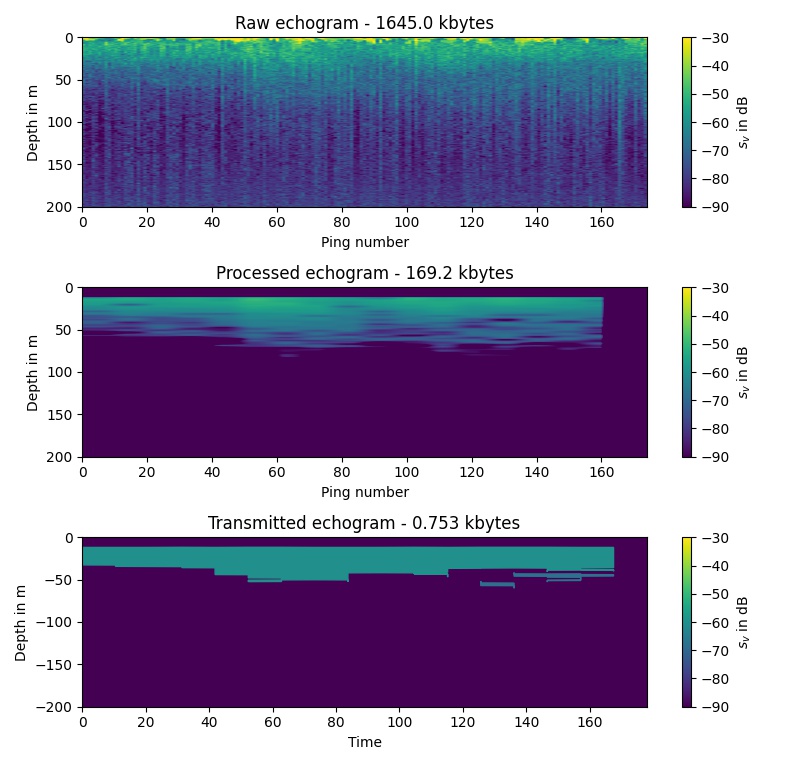 Raw echogram - 1645.0 kbytes
0
50
100
150
200
Depth in m
0 20 40 60 80 100 120 140 160
Ping number
−30
−40
−50
−60
−70
−80
−90
sv in dB
Processed echogram - 169.2 kbytes
0
50
100
150
200
Depth in m
0 20 40 60 80 100 120 140 160
Ping number
−30
−40
−50
−60
−70
−80
−90
sv in dB
Transmitted echogram - 0.753 kbytes
0
−50
−100
−150
−200
Depth in m
0 20 40 60 80 100 120 140 160
Time
−30
−40
−50
−60
−70
−80
−90
sv in dB